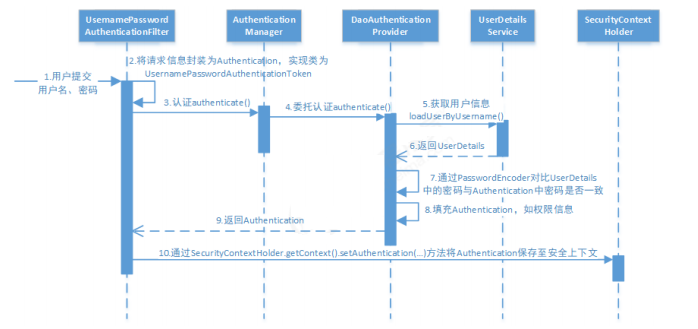 UsernamePassword
AuthenticationFilter
Authentication
Manager
DaoAuthentication
Provider
UserDetails
Service
SecurityContext
Holder
1.用户提交
用户名、密码
2.将请求信息封装为Authentication，实现类为
UsernamePasswordAuthenticationToken
3.认证authenticate()
4.委托认证authenticate()
5.获取用户信息
loadUserByUsername()
6.返回UserDetails
7.通过PasswordEncoder对比UserDetails
中的密码与Authentication中密码是否一致
8.填充Authentication，如权限信息
9.返回Authentication
10.通过SecurityContextHolder.getContext().setAuthentication(…)方法将Authentication保存至安全上下文